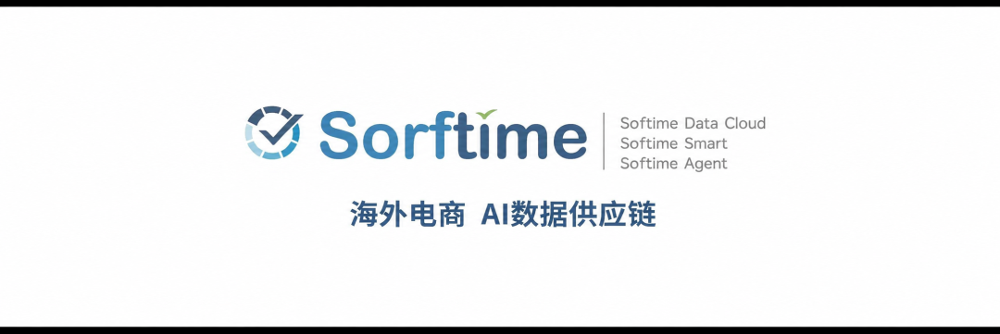 Sorftime
Softime Data Cloud
Softime Smart
Softime Agent
海外电商 AI数据供应链